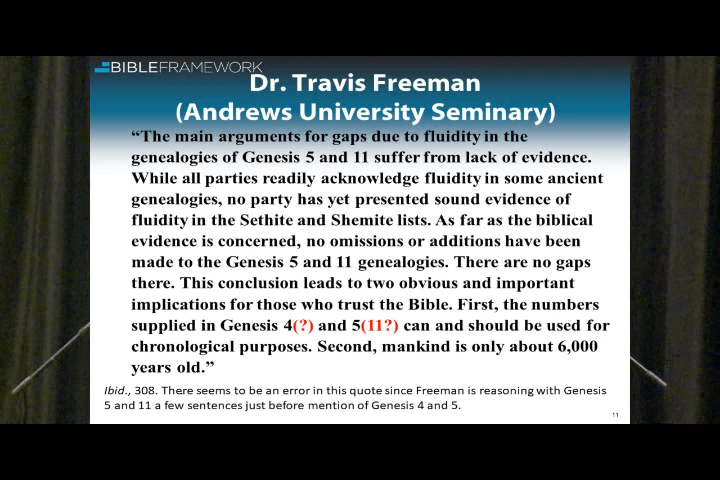 BIBLEFRAMEWORK
Dr. Travis Freeman
(Andrews University Seminary)
“The main arguments for gaps due to fluidity in the
genealogies of Genesis 5 and 11 suffer from lack of evidence.
While all parties readily acknowledge fluidity in some ancient
genealogies, no party has yet presented sound evidence of
fluidity in the Sethite and Shemite lists. As far as the biblical
evidence is concerned, no omissions or additions have been
made to the Genesis 5 and 11 genealogies. There are no gaps
there. This conclusion leads to two obvious and important
implications for those who trust the Bible. First, the numbers
supplied in Genesis 4(?) and 5(11?) can and should be used for
chronological purposes. Second, mankind is only about 6,000
years old.”
Ibid., 308. There seems to be an error in this quote since Freeman is reasoning with Genesis
5 and 11 a few sentences just before mention of Genesis 4 and 5.
11